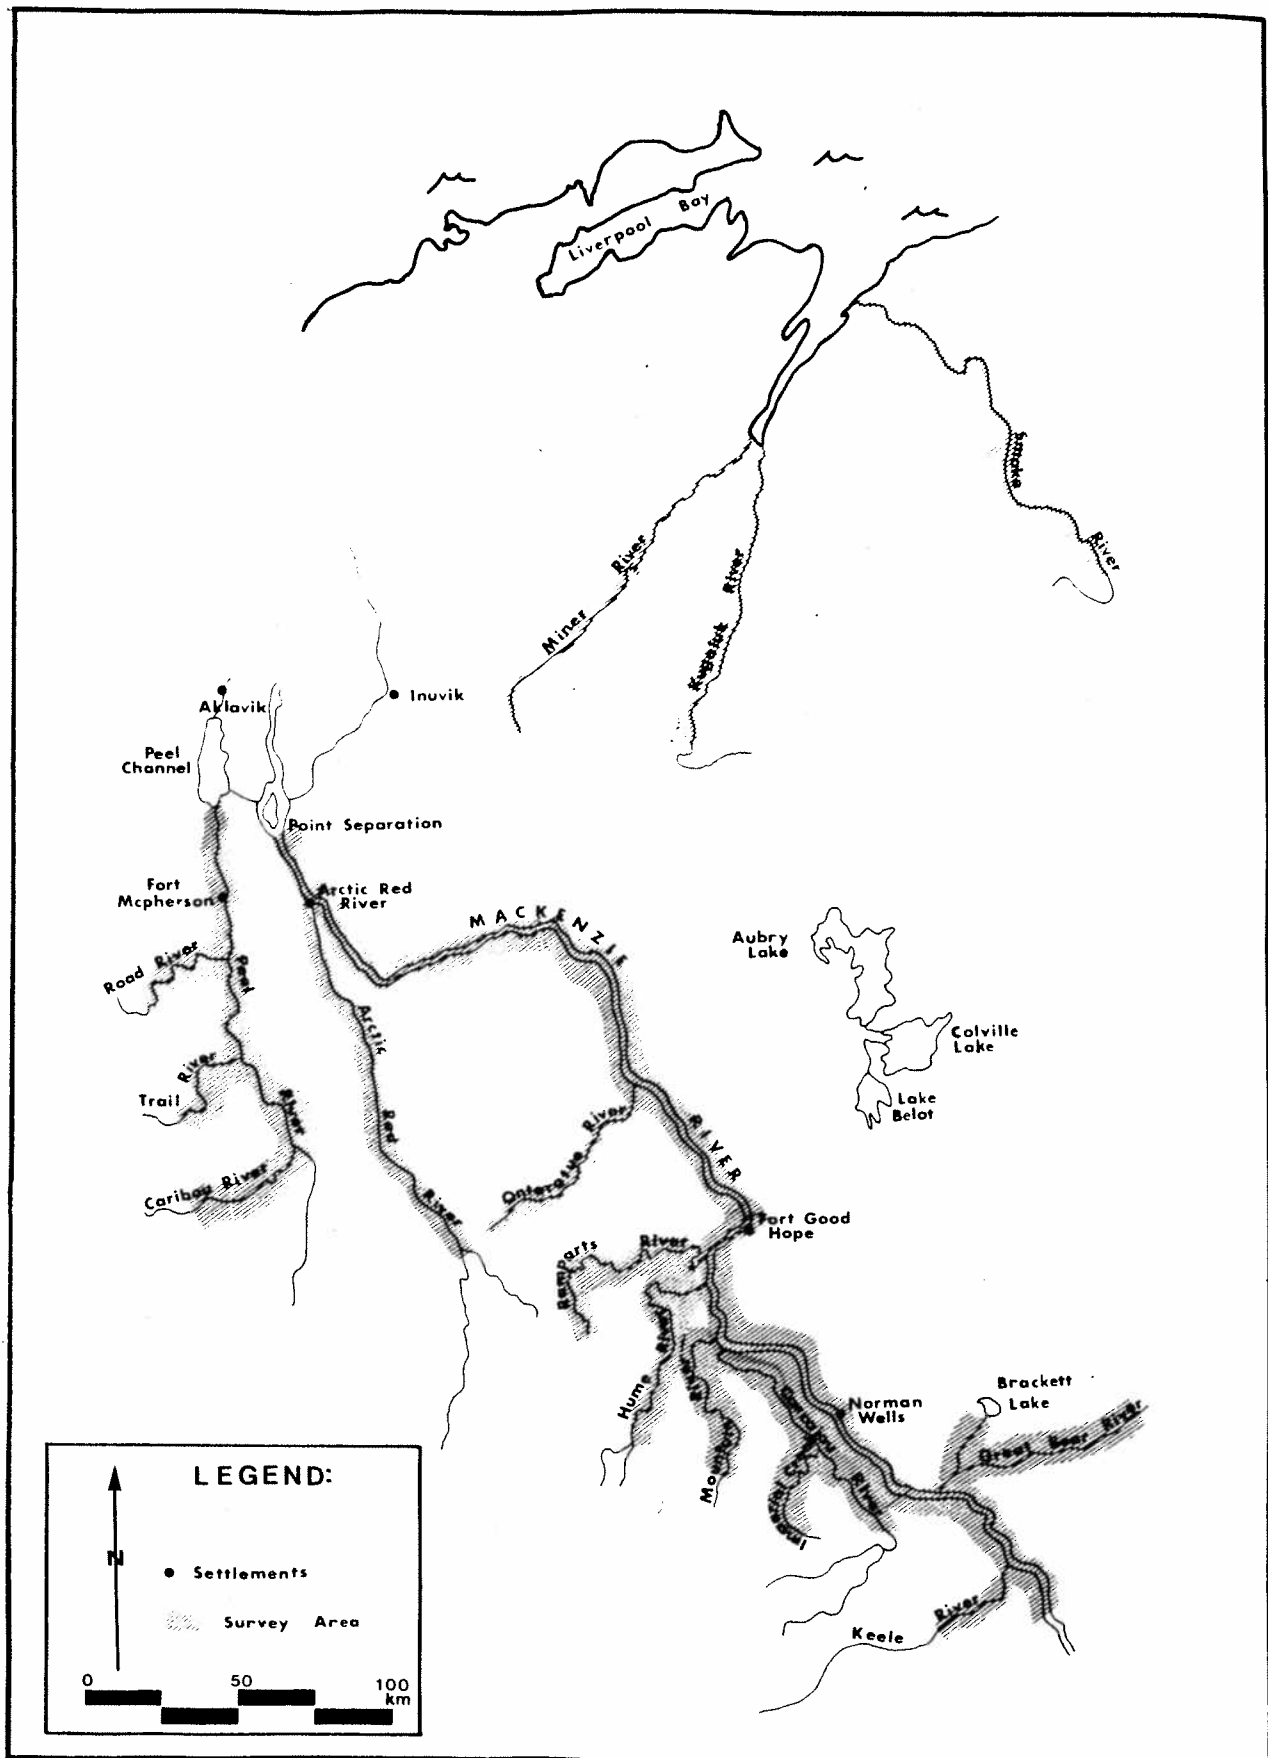 Liverpool Bay
Smoke River
Miner River
Kugaluk River
Aklavik
Inuvik
Peel
Channel
Point Separation
Fort
Mcpherson
Arctic Red
River
MACKENZIE RIVER
Aubry
Lake
Road River
Peel River
Arctic Red River
Colville
Lake
Trail River
Lake
Belot
Ontaratue River
Caribou River
Fort Good
Hope
Ramparts River
Hume River
Mountain River
Carcajou River
Imperial Creek
Norman
Wells
Brackett
Lake
Great Bear River
Keele River
LEGEND:
N
Settlements
Survey Area
0 50 100
km